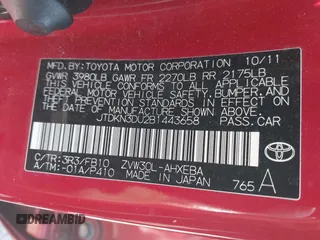 MFD.BY:TOYOTA MOTOR CORPORATION 10/11
GVWR 3980LB GAWR FR 2270LB RR 2175LB
THIS VEHICLE CONFORMS TO ALL APPLICABLE
FEDERAL MOTOR VEHICLE SAFETY, BUMPER,
AND THEFT PREVENTION STANDARDS IN EFFECT
ON THE DATE OF MANUFACTURE SHOWN ABOVE.
JTDKN3DU2B1443658 PASS.CAR
C/TR:3R3/FB10 ZVW30L-AHXEBA
A/TM:-01A/P410 MADE IN JAPAN
TOYOTA
765A
DREAMBID